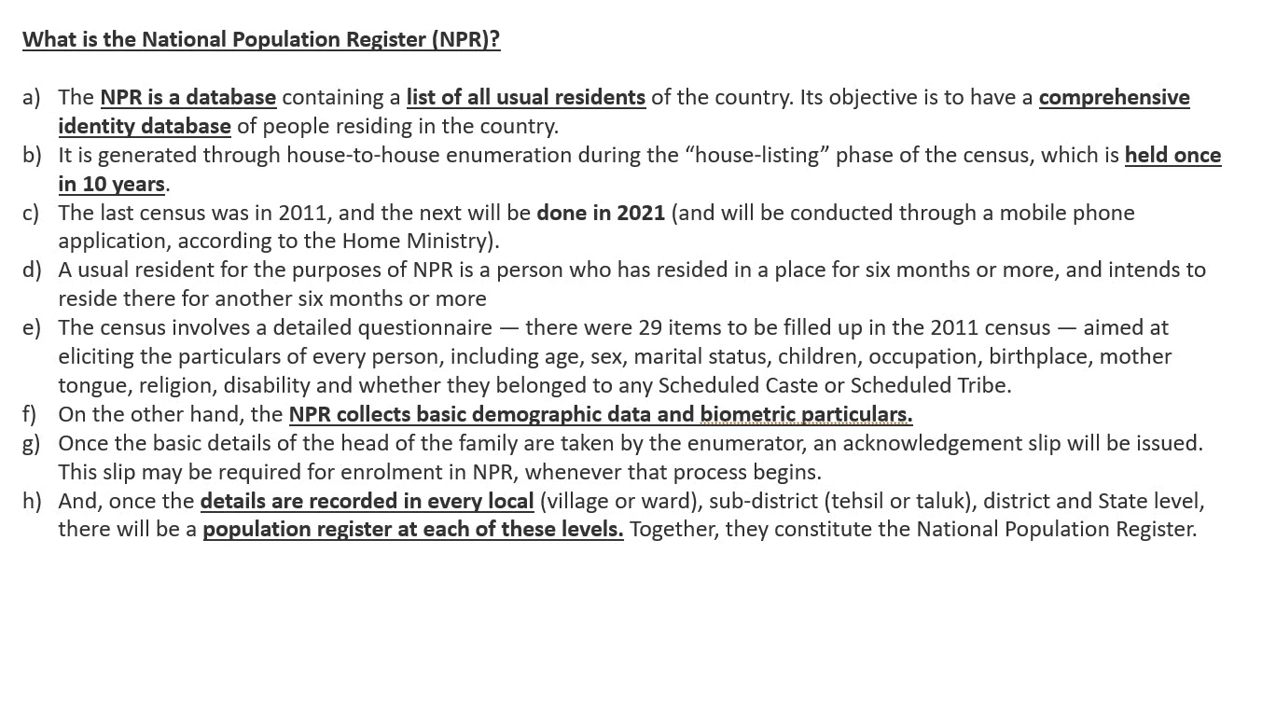 What is the National Population Register (NPR)?
a) The NPR is a database containing a list of all usual residents of the country. Its objective is to have a comprehensive
identity database of people residing in the country.
b) It is generated through house-to-house enumeration during the “house-listing” phase of the census, which is held once
in 10 years.
c) The last census was in 2011, and the next will be done in 2021 (and will be conducted through a mobile phone
application, according to the Home Ministry).
d) A usual resident for the purposes of NPR is a person who has resided in a place for six months or more, and intends to
reside there for another six months or more
e) The census involves a detailed questionnaire — there were 29 items to be filled up in the 2011 census — aimed at
eliciting the particulars of every person, including age, sex, marital status, children, occupation, birthplace, mother
tongue, religion, disability and whether they belonged to any Scheduled Caste or Scheduled Tribe.
f) On the other hand, the NPR collects basic demographic data and biometric particulars.
g) Once the basic details of the head of the family are taken by the enumerator, an acknowledgement slip will be issued.
This slip may be required for enrolment in NPR, whenever that process begins.
h) And, once the details are recorded in every local (village or ward), sub-district (tehsil or taluk), district and State level,
there will be a population register at each of these levels. Together, they constitute the National Population Register.